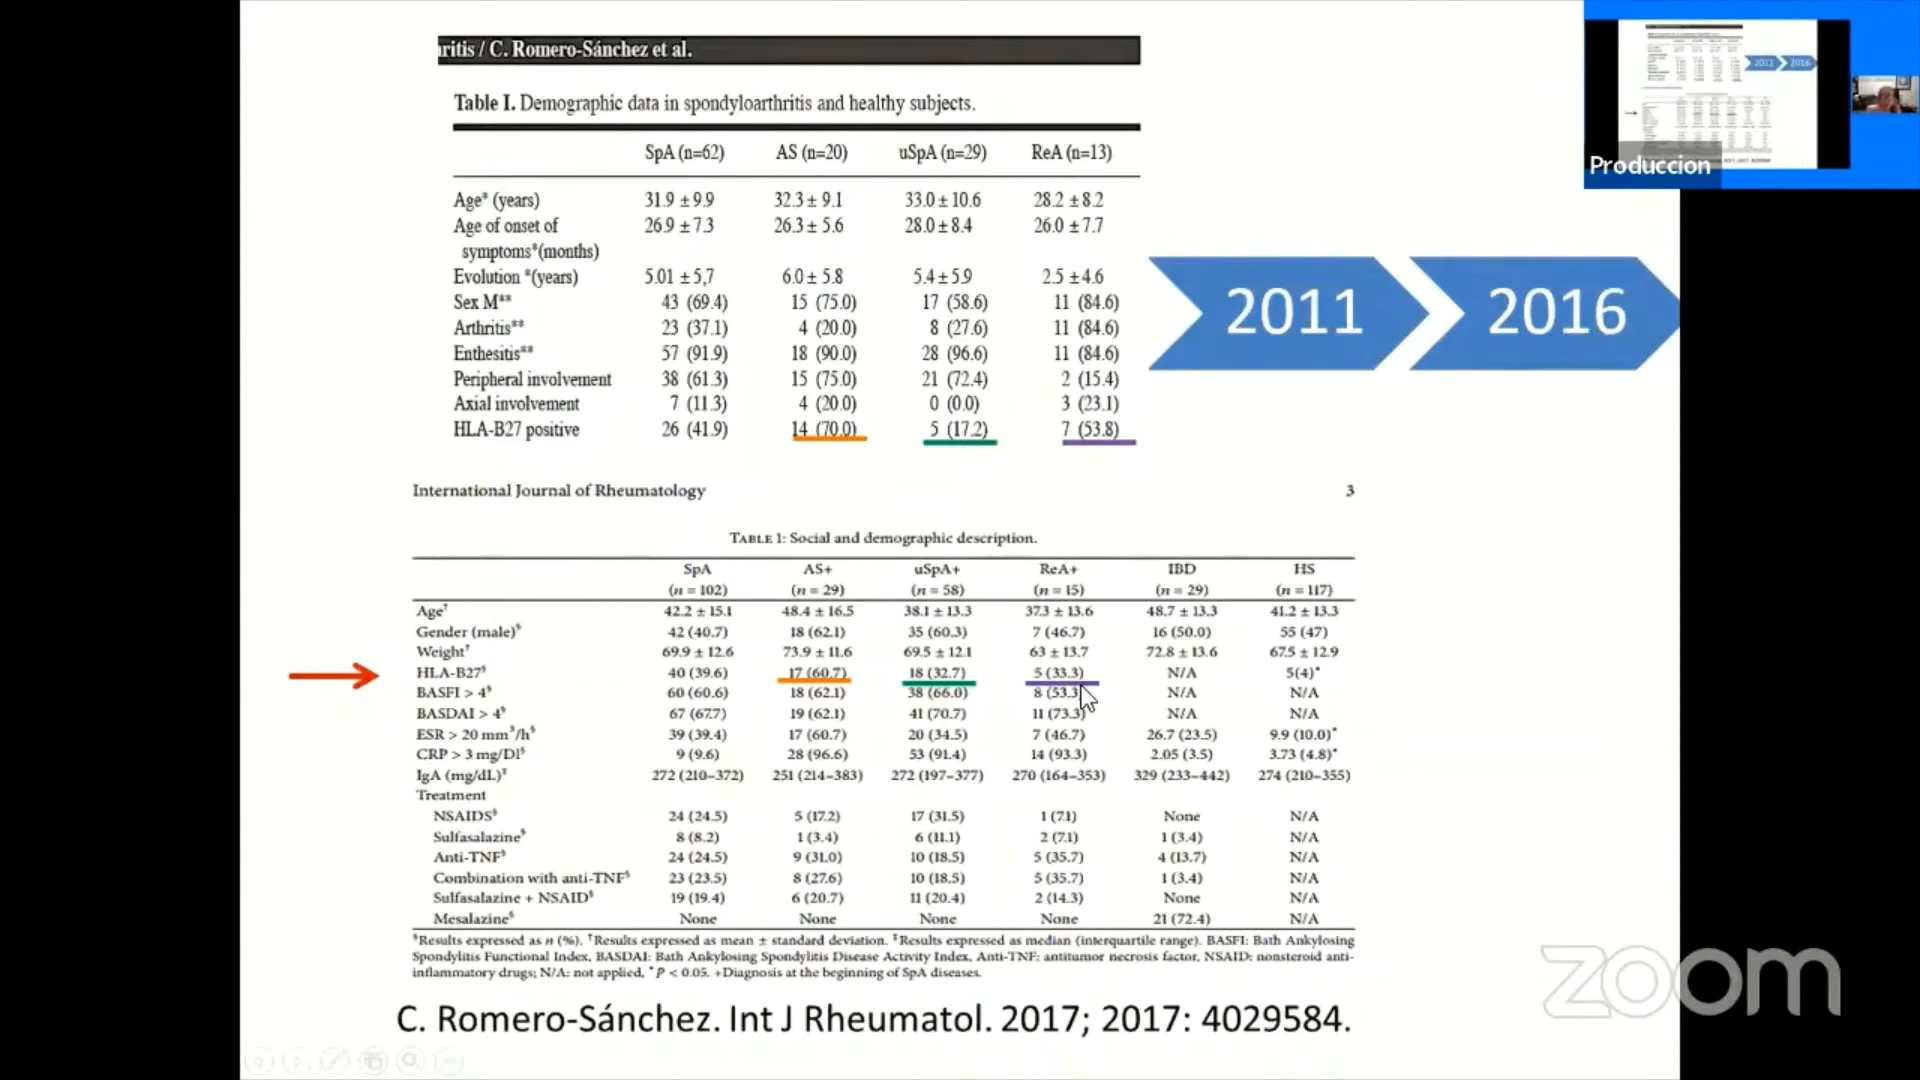 ritis / C. Romero-Sánchez et al.
Table I. Demographic data in spondyloarthritis and healthy subjects.
SpA (n=62) AS (n=20) uSpA (n=29) ReA (n=13)
Age* (years) 31.9 ±9.9 32.3 ± 9.1 33.0 ± 10.6 28.2 ±8.2
Age of onset of 26.9 ± 7.3 26.3 ± 5.6 28.0 ± 8.4 26.0 ±7.7
symptoms*(months)
Evolution *(years) 5.01 ±5,7 6.0 ± 5.8 5.4 ± 5.9 2.5 ±4.6
Sex M** 43 (69.4) 15 (75.0) 17 (58.6) 11 (84.6)
Arthritis** 23 (37.1) 4 (20.0) 8 (27.6) 11 (84.6)
Enthesitis** 57 (91.9) 18 (90.0) 28 (96.6) 11 (84.6)
Peripheral involvement 38 (61.3) 15 (75.0) 21 (72.4) 2 (15.4)
Axial involvement 7 (11.3) 4 (20.0) 0 (0.0) 3 (23.1)
HLA-B27 positive 26 (41.9) 14 (70.0) 5 (17.2) 7 (53.8)
2011 2016
Produccion
International Journal of Rheumatology 3
TABLE 1: Social and demographic description.
SpA AS+ uSpA+ ReA+ IBD HS
(n = 102) (n = 29) (n = 58) (n = 15) (n = 29) (n = 117)
Age† 42.2 ± 15.1 48.4 ± 16.5 38.1 ± 13.3 37.3 ± 13.6 48.7 ± 13.3 41.2 ± 13.3
Gender (male)§ 42 (40.7) 18 (62.1) 35 (60.3) 7 (46.7) 16 (50.0) 55 (47)
Weight† 69.9 ± 12.6 73.9 ± 11.6 69.5 ± 12.1 63 ± 13.7 72.8 ± 13.6 67.5 ± 12.9
HLA-B27§ 40 (39.6) 17 (60.7) 18 (32.7) 5 (33.3) N/A 5(4)*
BASFI > 4§ 60 (60.6) 18 (62.1) 38 (66.0) 8 (53.3) N/A N/A
BASDAI > 4§ 67 (67.7) 19 (62.1) 41 (70.7) 11 (73.3) N/A N/A
ESR > 20 mm³/h§ 39 (39.4) 17 (60.7) 20 (34.5) 7 (46.7) 26.7 (23.5) 9.9 (10.0)*
CRP > 3 mg/Dl§ 9 (9.6) 28 (96.6) 53 (91.4) 14 (93.3) 2.05 (3.5) 3.73 (4.8)*
IgA (mg/dL)‡ 272 (210–372) 251 (214–383) 272 (197–377) 270 (164–353) 329 (233–442) 274 (210–355)
Treatment
NSAIDS§ 24 (24.5) 5 (17.2) 17 (31.5) 1 (7.1) None N/A
Sulfasalazine§ 8 (8.2) 1 (3.4) 6 (11.1) 2 (7.1) 1 (3.4) N/A
Anti-TNF§ 24 (24.5) 9 (31.0) 10 (18.5) 5 (35.7) 4 (13.7) N/A
Combination with anti-TNF§ 23 (23.5) 8 (27.6) 10 (18.5) 5 (35.7) 1 (3.4) N/A
Sulfasalazine + NSAID§ 19 (19.4) 6 (20.7) 11 (20.4) 2 (14.3) None N/A
Mesalazine§ None None None None 21 (72.4) N/A
§Results expressed as n (%). †Results expressed as mean ± standard deviation. ‡Results expressed as median (interquartile range). BASFI: Bath Ankylosing
Spondylitis Functional Index, BASDAI: Bath Ankylosing Spondylitis Disease Activity Index, Anti-TNF: antitumor necrosis factor, NSAID: nonsteroid anti-
inflammatory drugs; N/A: not applied, *P < 0.05. +Diagnosis at the beginning of SpA diseases.
C. Romero-Sánchez. Int J Rheumatol. 2017; 2017: 4029584.
zoom